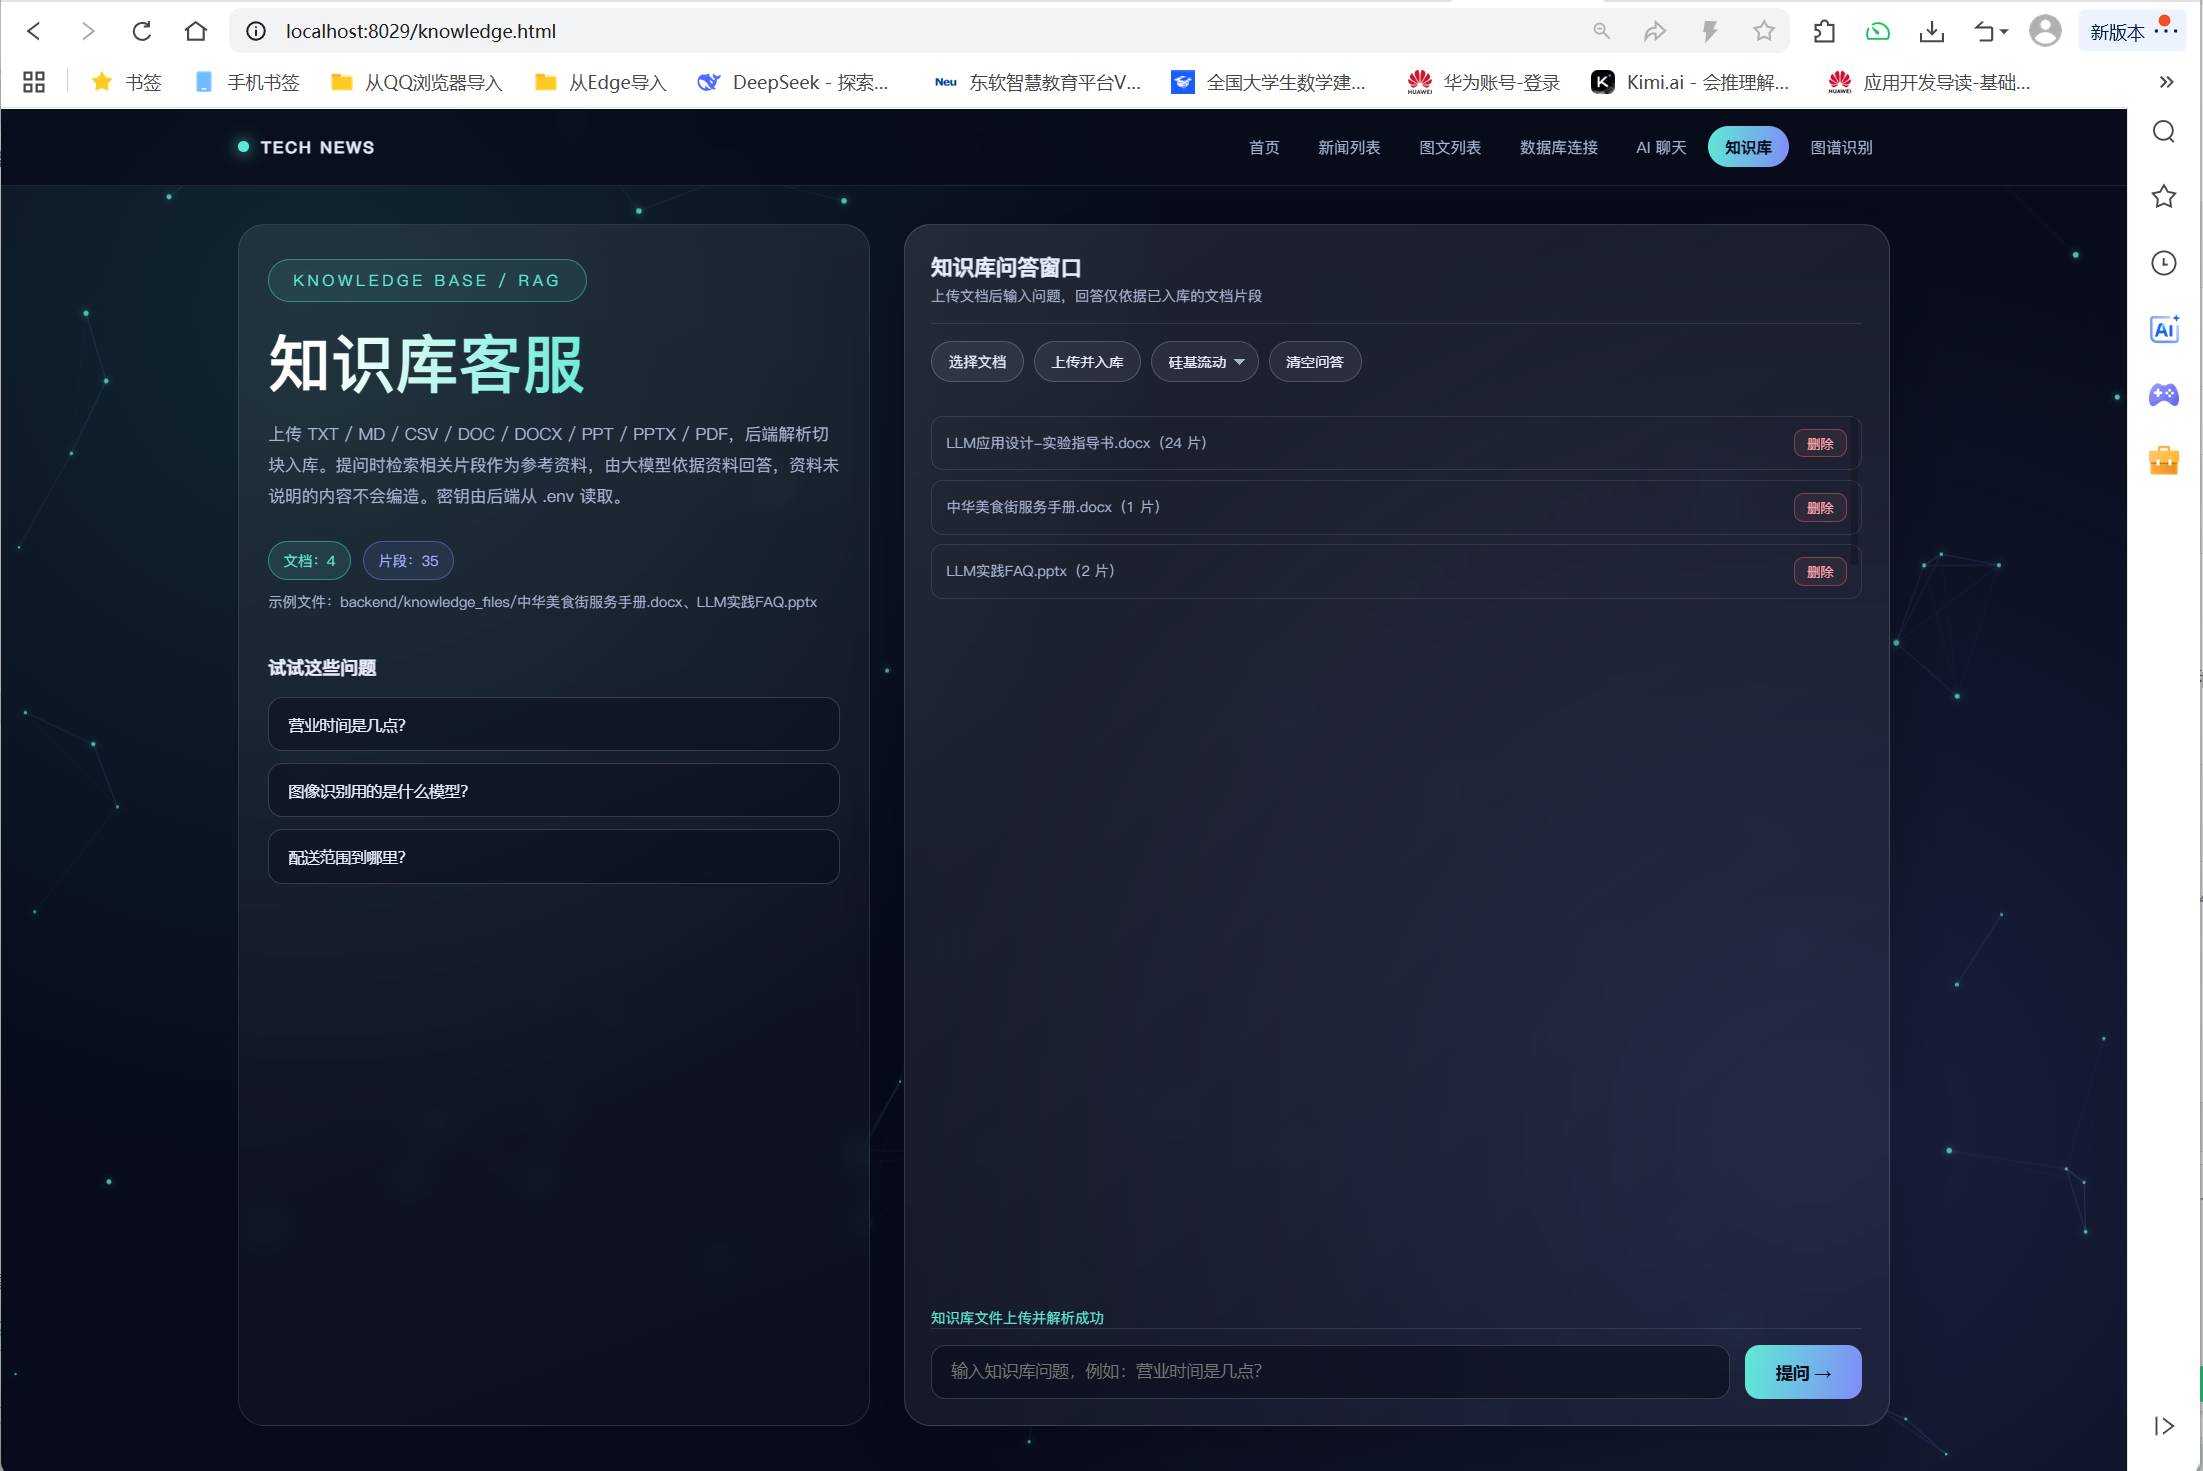 localhost:8029/knowledge.html
新版本
书签
手机书签
从QQ浏览器导入
从Edge导入
DeepSeek - 探索...
Neu 东软智慧教育平台V...
全国大学生数学建...
HUAWEI 华为账号-登录
K Kimi.ai - 会推理解...
HUAWEI 应用开发导读-基础...
TECH NEWS
首页
新闻列表
图文列表
数据库连接
AI 聊天
知识库
图谱识别
KNOWLEDGE BASE / RAG
知识库客服
上传 TXT / MD / CSV / DOC / DOCX / PPT / PPTX / PDF，后端解析切
块入库。提问时检索相关片段作为参考资料，由大模型依据资料回答，资料未
说明的内容不会编造。密钥由后端从 .env 读取。
文档：4
片段：35
示例文件：backend/knowledge_files/中华美食街服务手册.docx、LLM实践FAQ.pptx
试试这些问题
营业时间是几点？
图像识别用的是什么模型？
配送范围到哪里？
知识库问答窗口
上传文档后输入问题，回答仅依据已入库的文档片段
选择文档
上传并入库
硅基流动
清空问答
LLM应用设计-实验指导书.docx（24 片）
删除
中华美食街服务手册.docx（1 片）
删除
LLM实践FAQ.pptx（2 片）
删除
知识库文件上传并解析成功
输入知识库问题，例如：营业时间是几点？
提问 →
AI